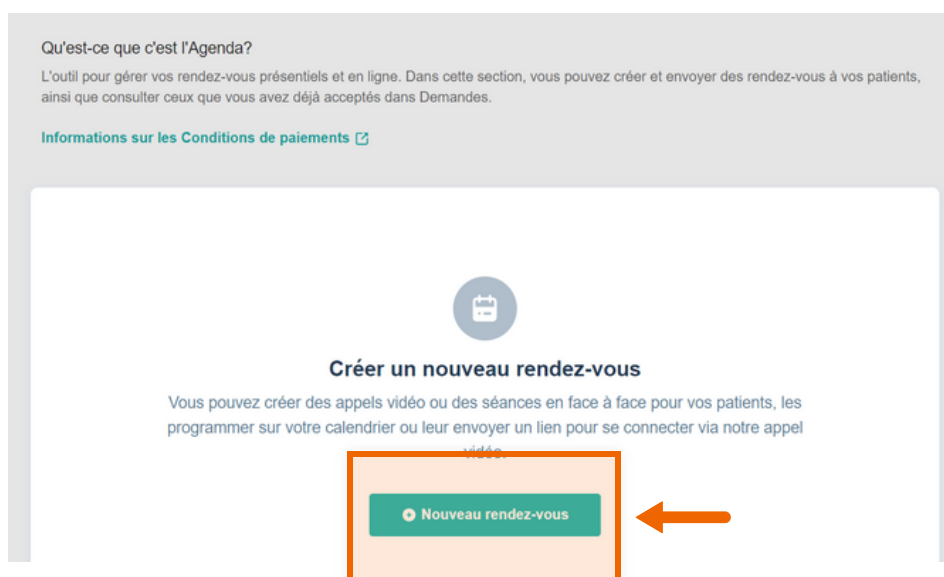 Qu'est-ce que c'est l'Agenda?
L'outil pour gérer vos rendez-vous présentiels et en ligne. Dans cette section, vous pouvez créer et envoyer des rendez-vous à vos patients,
ainsi que consulter ceux que vous avez déjà acceptés dans Demandes.
Informations sur les Conditions de paiements
Créer un nouveau rendez-vous
Vous pouvez créer des appels vidéo ou des séances en face à face pour vos patients, les
programmer sur votre calendrier ou leur envoyer un lien pour se connecter via notre appel
vidéo.
Nouveau rendez-vous